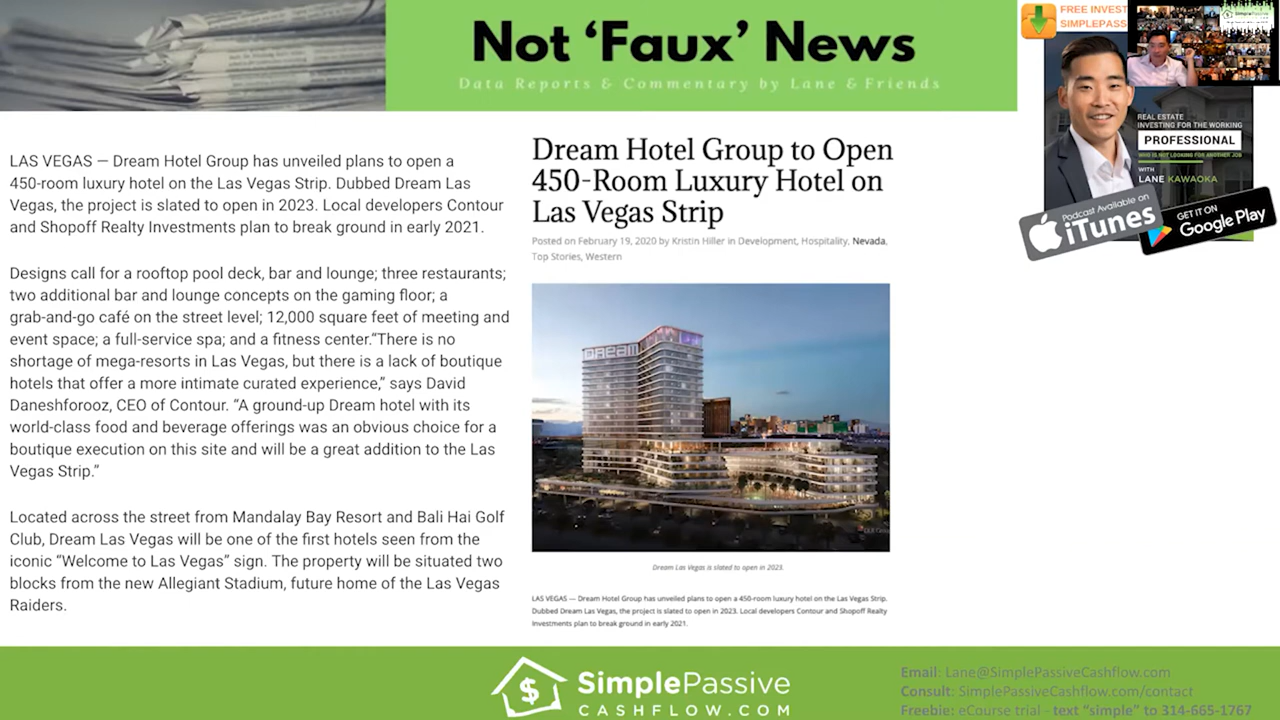 Not ‘Faux’ News
Data Reports & Commentary by Lane & Friends
FREE INVEST
SIMPLEPASS
SimplePassive
LAS VEGAS — Dream Hotel Group has unveiled plans to open
450-room luxury hotel on the Las Vegas Strip. Dubbed Dream Las
Vegas, the project is slated to open in 2023. Local developers Contour
and Shopoff Realty Investments plan to break ground in early 2021.
Designs call for a rooftop pool deck, bar and lounge; three restaurants;
two additional bar and lounge concepts on the gaming floor; a
grab-and-go café on the street level; 12,000 square feet of meeting and
event space; a full-service spa; and a fitness center.“There is no
shortage of mega-resorts in Las Vegas, but there is a lack of boutique
hotels that offer a more intimate curated experience,” says David
Daneshforooz, CEO of Contour. “A ground-up Dream hotel with its
world-class food and beverage offerings was an obvious choice for a
boutique execution on this site and will be a great addition to the Las
Vegas Strip.”
Located across the street from Mandalay Bay Resort and Bali Hai Golf
Club, Dream Las Vegas will be one of the first hotels seen from the
iconic “Welcome to Las Vegas” sign. The property will be situated two
from the new Allegiant Stadium, future home of the Las Vegas
Raiders.
Dream Hotel Group to Open
450-Room Luxury Hotel on
Las Vegas Strip
Posted on February 19, 2020 by Kristin Hiller in Development, Hospitality, Nevada,
Top Stories, Western
DREAM
Dream Las Vegas is slated to open in 2023.
LAS VEGAS — Dream Hotel Group has unveiled plans to open a 450-room luxury hotel on the Las Vegas Strip.
Dubbed Dream Las Vegas, the project is slated to open in 2023. Local developers Contour and Shopoff Realty
Investments plan to break ground in early 2021.
REAL ESTATE
INVESTING FOR THE WORKING
PROFESSIONAL
WHO IS NOT LOOKING FOR ANOTHER JOB
WITH
LANE KAWAOKA
Podcast Available on
iTunes
GET IT ON
Google Play
$
SimplePassive
CASHFLOW.COM
Email: Lane@SimplePassiveCashflow.com
Consult: SimplePassiveCashflow.com/contact
Freebie: eCourse trial - text “simple” to 314-665-1767